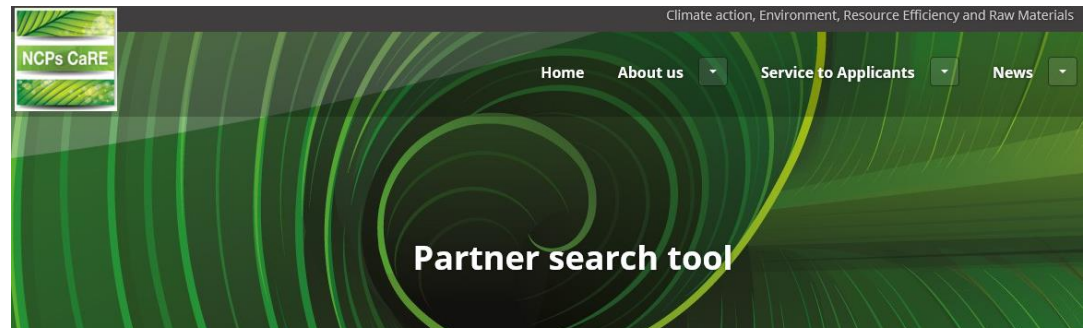 Climate action, Environment, Resource Efficiency and Raw Materials
NCPs CaRE
Home About us Service to Applicants News
Partner search tool